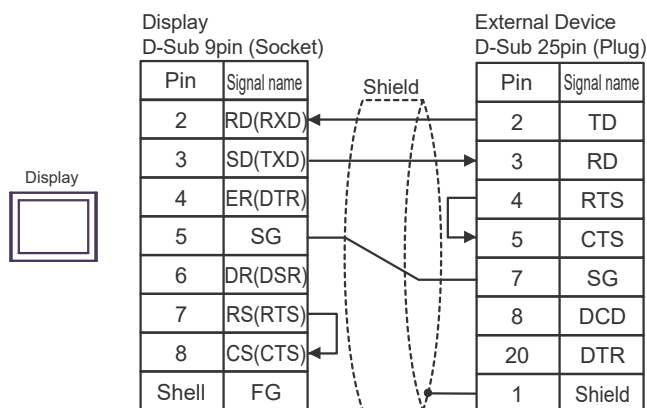 Display
D-Sub 9pin (Socket)
External Device
D-Sub 25pin (Plug)
Pin Signal name
Shield
Pin Signal name
2 RD(RXD)
2 TD
3 SD(TXD)
3 RD
Display
4 ER(DTR)
4 RTS
5 SG
5 CTS
6 DR(DSR)
7 SG
7 RS(RTS)
8 DCD
8 CS(CTS)
20 DTR
Shell FG
1 Shield